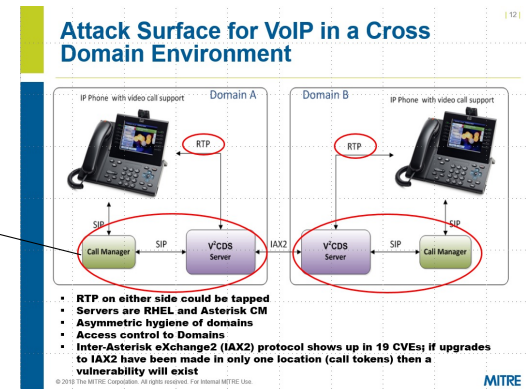 | 12 |
Attack Surface for VoIP in a Cross
Domain Environment
IP Phone with video call support
Domain A
Domain B
IP Phone with video call support
RTP
RTP
SIP
SIP
Call Manager
SIP
V²CDS
Server
IAX2
V²CDS
Server
SIP
Call Manager
▪ RTP on either side could be tapped
▪ Servers are RHEL and Asterisk CM
▪ Asymmetric hygiene of domains
▪ Access control to Domains
▪ Inter-Asterisk eXchange2 (IAX2) protocol shows up in 19 CVEs; if upgrades
to IAX2 have been made in only one location (call tokens) then a
vulnerability will exist
© 2018 The MITRE Corporation. All rights reserved. For Internal MITRE Use.
MITRE